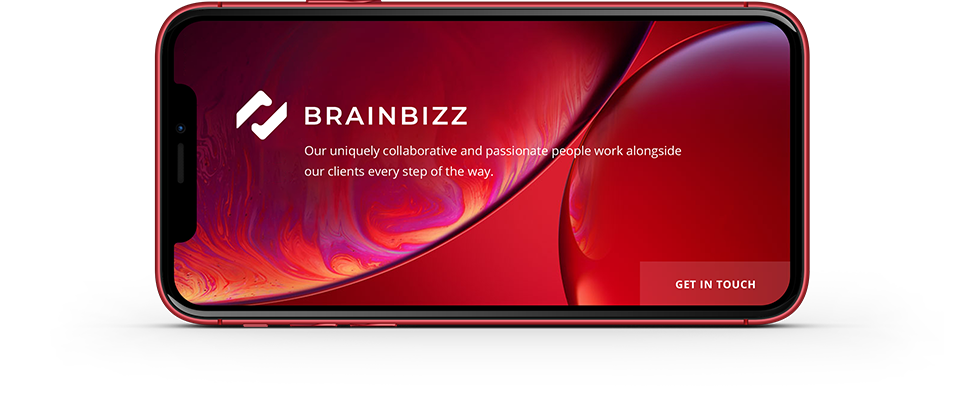 BRAINBIZZ
Our uniquely collaborative and passionate people work alongside
our clients every step of the way.
GET IN TOUCH